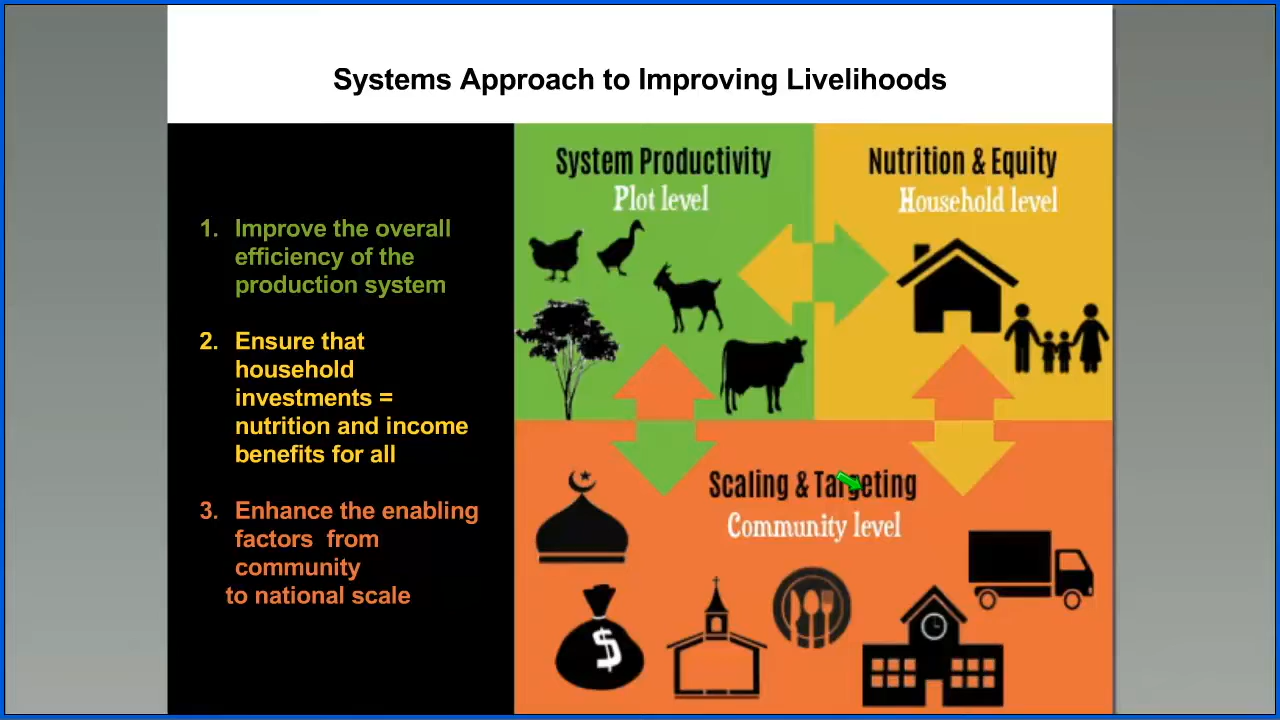 Systems Approach to Improving Livelihoods
1. Improve the overall
efficiency of the
production system
2. Ensure that
household
investments =
nutrition and income
benefits for all
3. Enhance the enabling
factors from
community
to national scale
System Productivity
Plot level
Nutrition & Equity
Household level
Scaling & Targeting
Community level
$